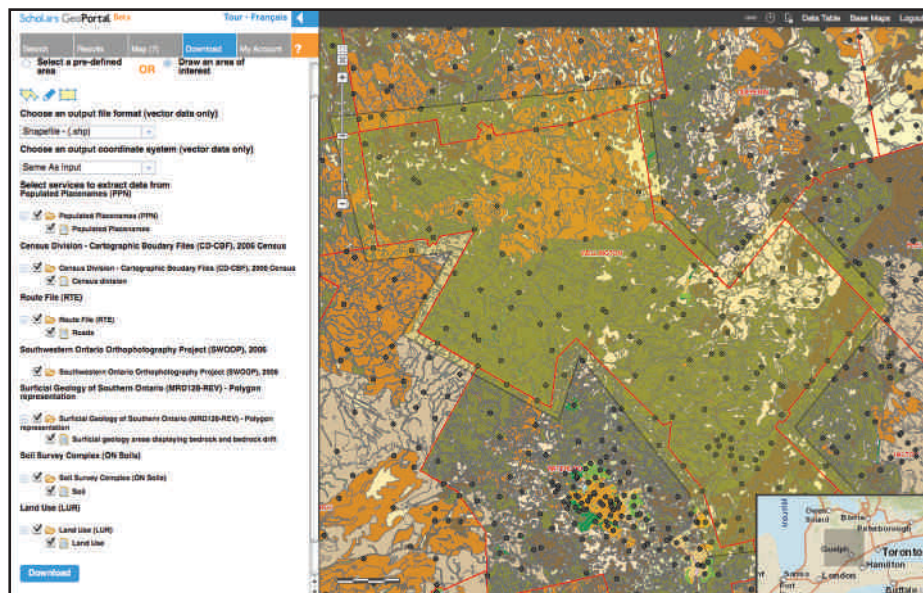 Scholars GeoPortal Beta
Tour - Français
Search Results Map (7) Download My Account ?
Select a pre-defined area OR Draw an area of interest
Choose an output file format (vector data only)
Shapefile - (.shp)
Choose an output coordinate system (vector data only)
Same As Input
Select services to extract data from
Populated Placenames (PPN)
Populated Placenames (PPN)
Populated Placenames
Census Division - Cartographic Boudary Files (CD-CBF), 2006 Census
Census Division - Cartographic Boudary Files (CD-CBF), 2006 Census
Census division
Route File (RTE)
Route File (RTE)
Roads
Southwestern Ontario Orthophotography Project (SWOOP), 2006
Southwestern Ontario Orthophotography Project (SWOOP), 2006
Surficial Geology of Southern Ontario (MRD128-REV) - Polygon
representation
Surficial Geology of Southern Ontario (MRD128-REV) - Polygon
representation
Surficial geology areas displaying bedrock and bedrock drift
Soil Survey Complex (ON Soils)
Soil Survey Complex (ON Soils)
Soil
Land Use (LUR)
Land Use (LUR)
Land Use
Download
Data Table Base Maps
Owen
Sound
Barrie
Peterborough
Guelph
Toronto
Hamilton
London
Buffalo